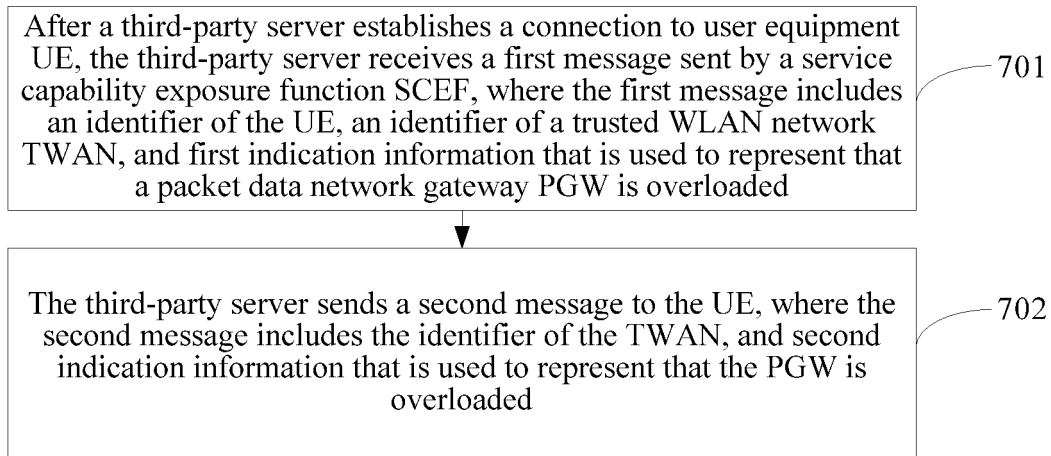 After a third-party server establishes a connection to user equipment
UE, the third-party server receives a first message sent by a service
capability exposure function SCEF, where the first message includes
an identifier of the UE, an identifier of a trusted WLAN network
TWAN, and first indication information that is used to represent that
a packet data network gateway PGW is overloaded
701
The third-party server sends a second message to the UE, where the
second message includes the identifier of the TWAN, and second
indication information that is used to represent that the PGW is
overloaded
702